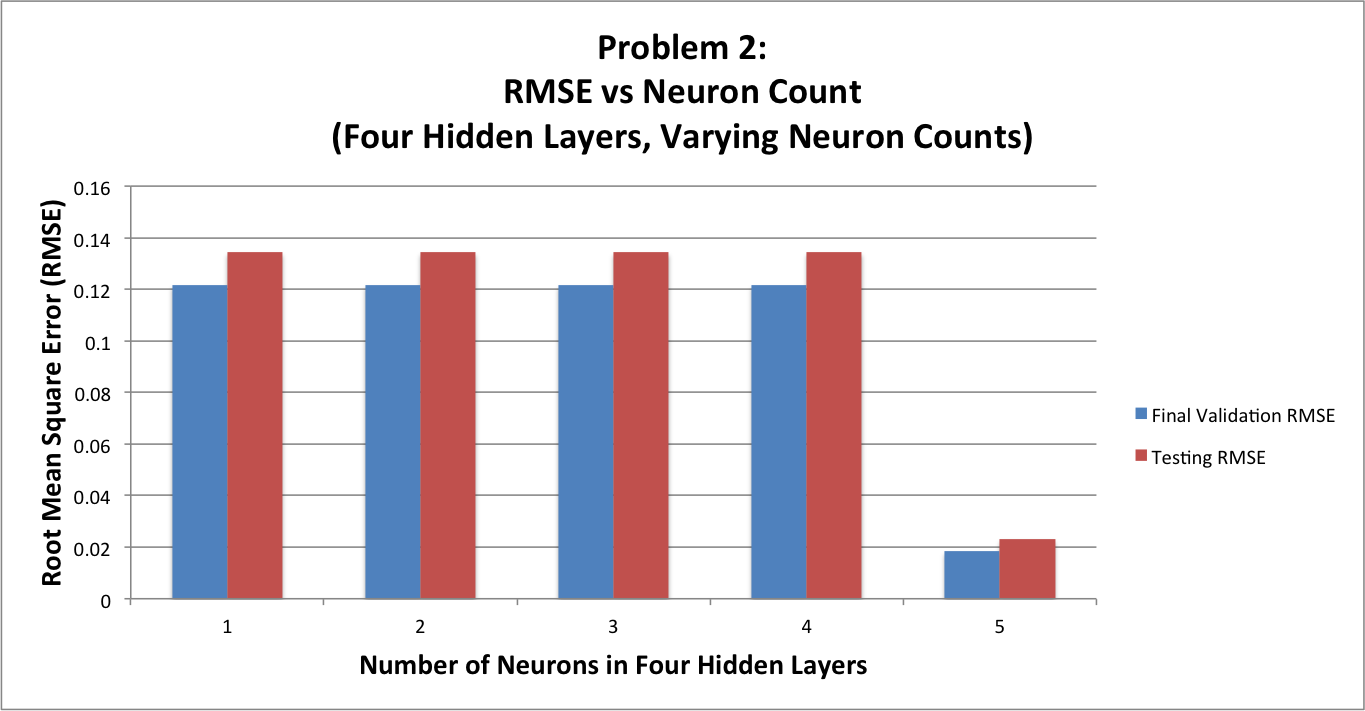 Problem 2:
RMSE vs Neuron Count
(Four Hidden Layers, Varying Neuron Counts)
Root Mean Square Error (RMSE)
0.16
0.14
0.12
0.1
0.08
0.06
0.04
0.02
0
1 2 3 4 5
Number of Neurons in Four Hidden Layers
Final Validation RMSE
Testing RMSE